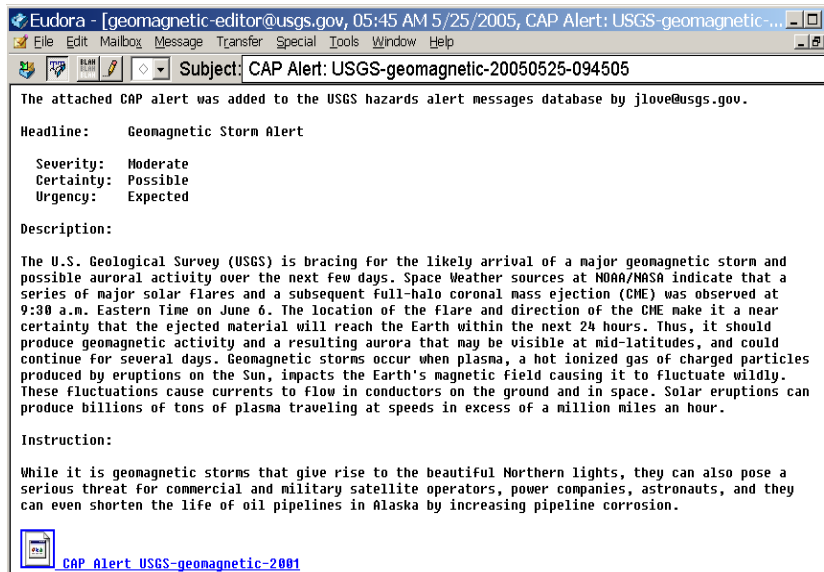 Eudora - [geomagnetic-editor@usgs.gov, 05:45 AM 5/25/2005, CAP Alert: USGS-geomagnetic-...
File Edit Mailbox Message Transfer Special Tools Window Help
BLAH BLAH Subject: CAP Alert: USGS-geomagnetic-20050525-094505
The attached CAP alert was added to the USGS hazards alert messages database by jlove@usgs.gov.
Headline: Geomagnetic Storm Alert
Severity: Moderate
Certainty: Possible
Urgency: Expected
Description:
The U.S. Geological Survey (USGS) is bracing for the likely arrival of a major geomagnetic storm and
possible auroral activity over the next few days. Space Weather sources at NOAA/NASA indicate that a
series of major solar flares and a subsequent full-halo coronal mass ejection (CME) was observed at
9:30 a.m. Eastern Time on June 6. The location of the flare and direction of the CME make it a near
certainty that the ejected material will reach the Earth within the next 24 hours. Thus, it should
produce geomagnetic activity and a resulting aurora that may be visible at mid-latitudes, and could
continue for several days. Geomagnetic storms occur when plasma, a hot ionized gas of charged particles
produced by eruptions on the Sun, impacts the Earth's magnetic field causing it to fluctuate wildly.
These fluctuations cause currents to flow in conductors on the ground and in space. Solar eruptions can
produce billions of tons of plasma traveling at speeds in excess of a million miles an hour.
Instruction:
While it is geomagnetic storms that give rise to the beautiful Northern lights, they can also pose a
serious threat for commercial and military satellite operators, power companies, astronauts, and they
can even shorten the life of oil pipelines in Alaska by increasing pipeline corrosion.
CAP Alert USGS-geomagnetic-2001